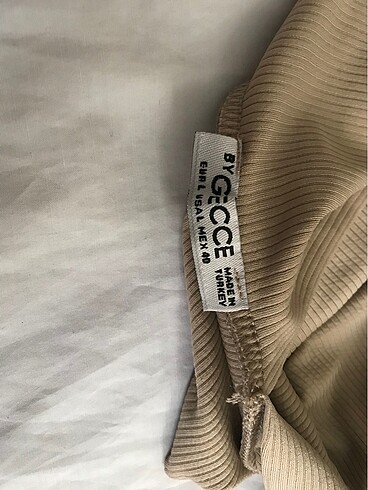 BY
GECCE
MADE IN
TURKEY
EUR L USA L MEX 40